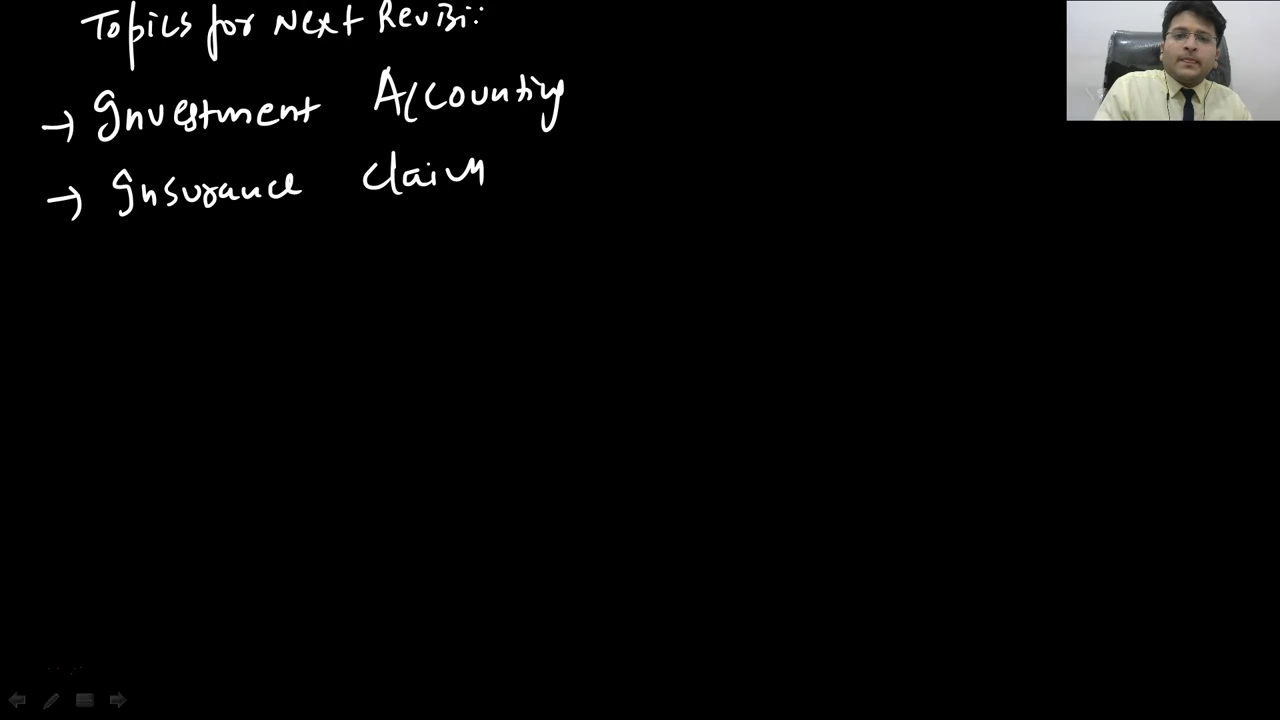 Topics for Next Revisi:
→ Investment Accounting
→ Insurance claim